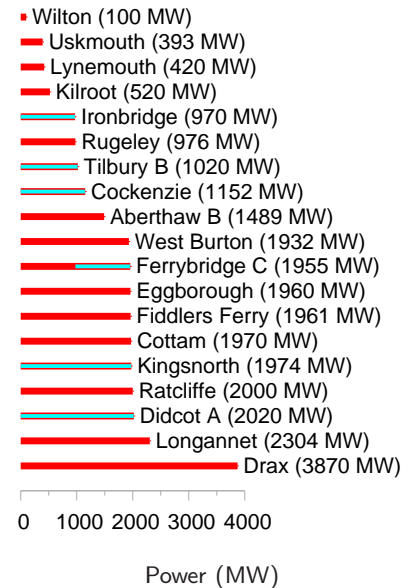 Wilton (100 MW)
Uskmouth (393 MW)
Lynemouth (420 MW)
Kilroot (520 MW)
Ironbridge (970 MW)
Rugeley (976 MW)
Tilbury B (1020 MW)
Cockenzie (1152 MW)
Aberthaw B (1489 MW)
West Burton (1932 MW)
Ferrybridge C (1955 MW)
Eggborough (1960 MW)
Fiddlers Ferry (1961 MW)
Cottam (1970 MW)
Kingsnorth (1974 MW)
Ratcliffe (2000 MW)
Didcot A (2020 MW)
Longannet (2304 MW)
Drax (3870 MW)
0 1000 2000 3000 4000
Power (MW)